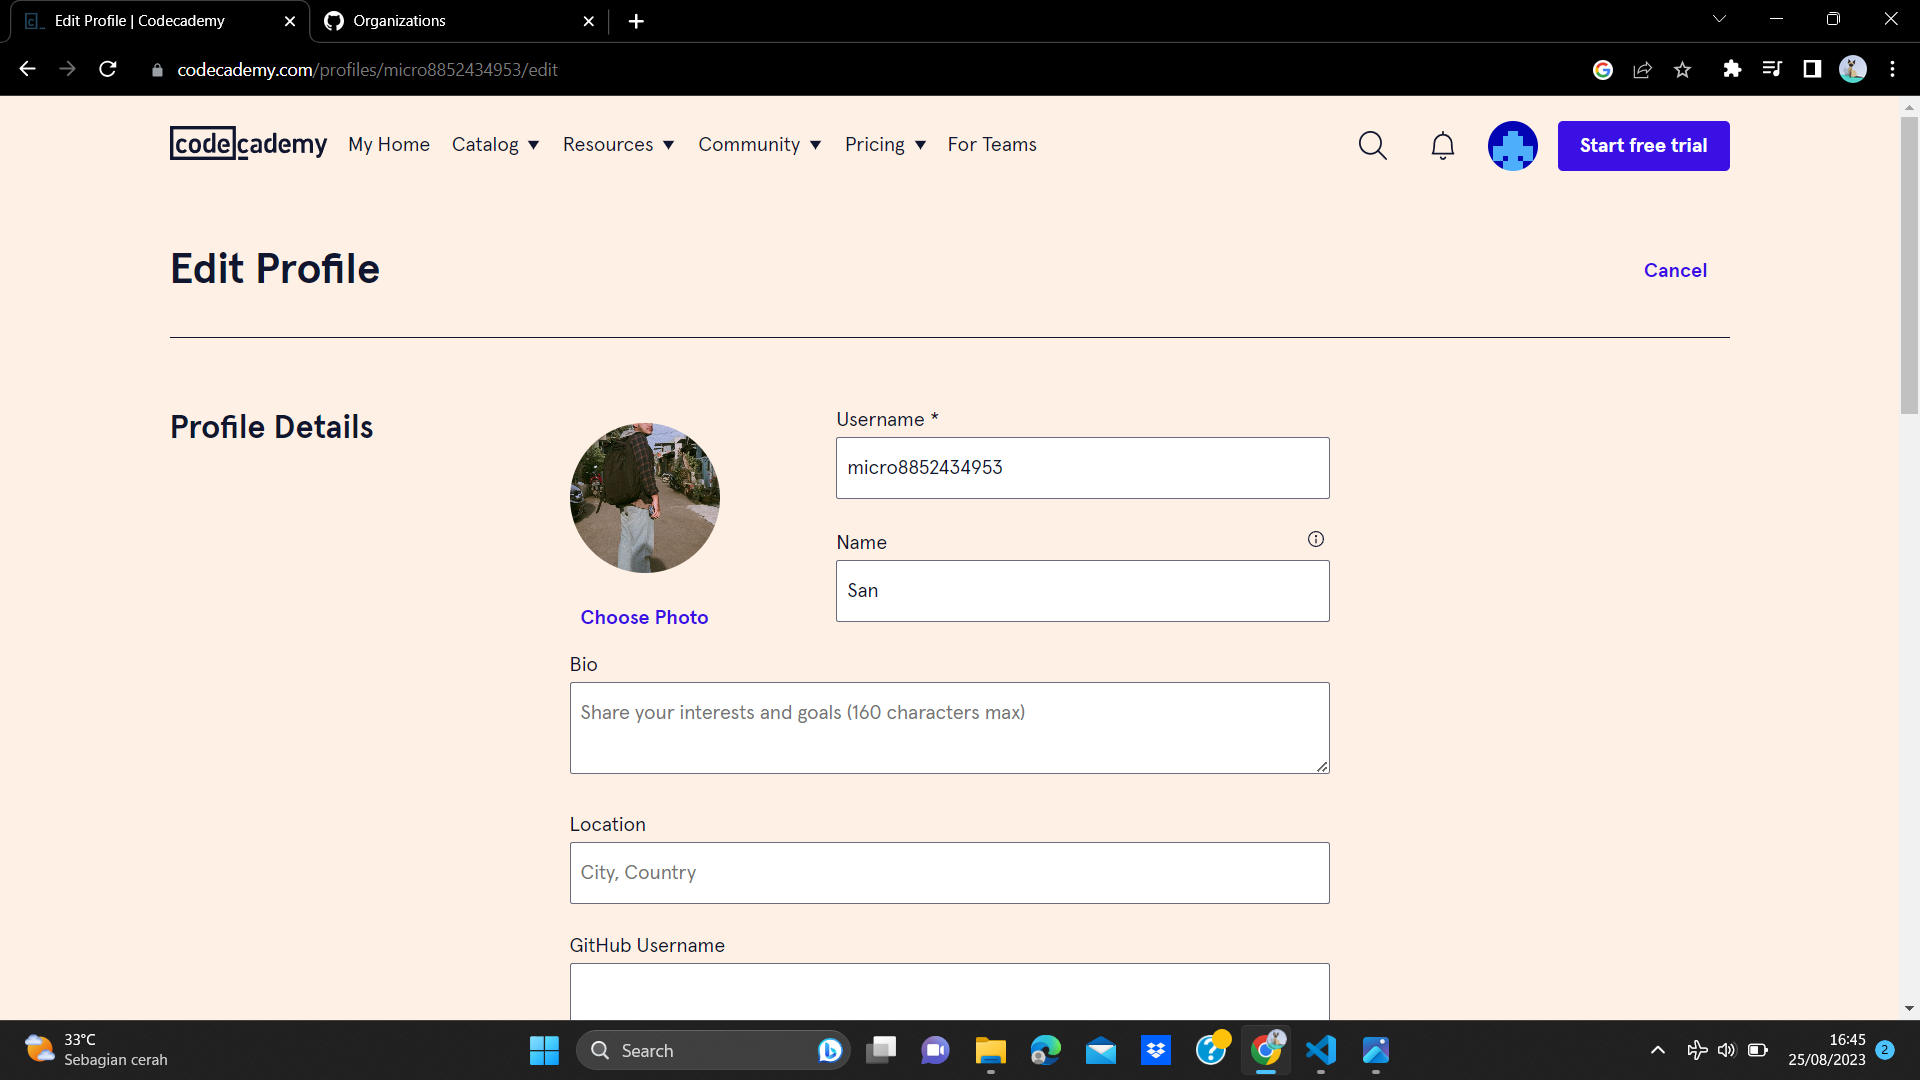 Edit Profile | Codecademy
Organizations
codecademy.com/profiles/micro8852434953/edit
codecademy My Home Catalog Resources Community Pricing For Teams Start free trial
Edit Profile
Cancel
Profile Details
Username *
micro8852434953
Name
San
Choose Photo
Bio
Share your interests and goals (160 characters max)
Location
City, Country
GitHub Username
33°C
Sebagian cerah
Search
16:45
25/08/2023
2